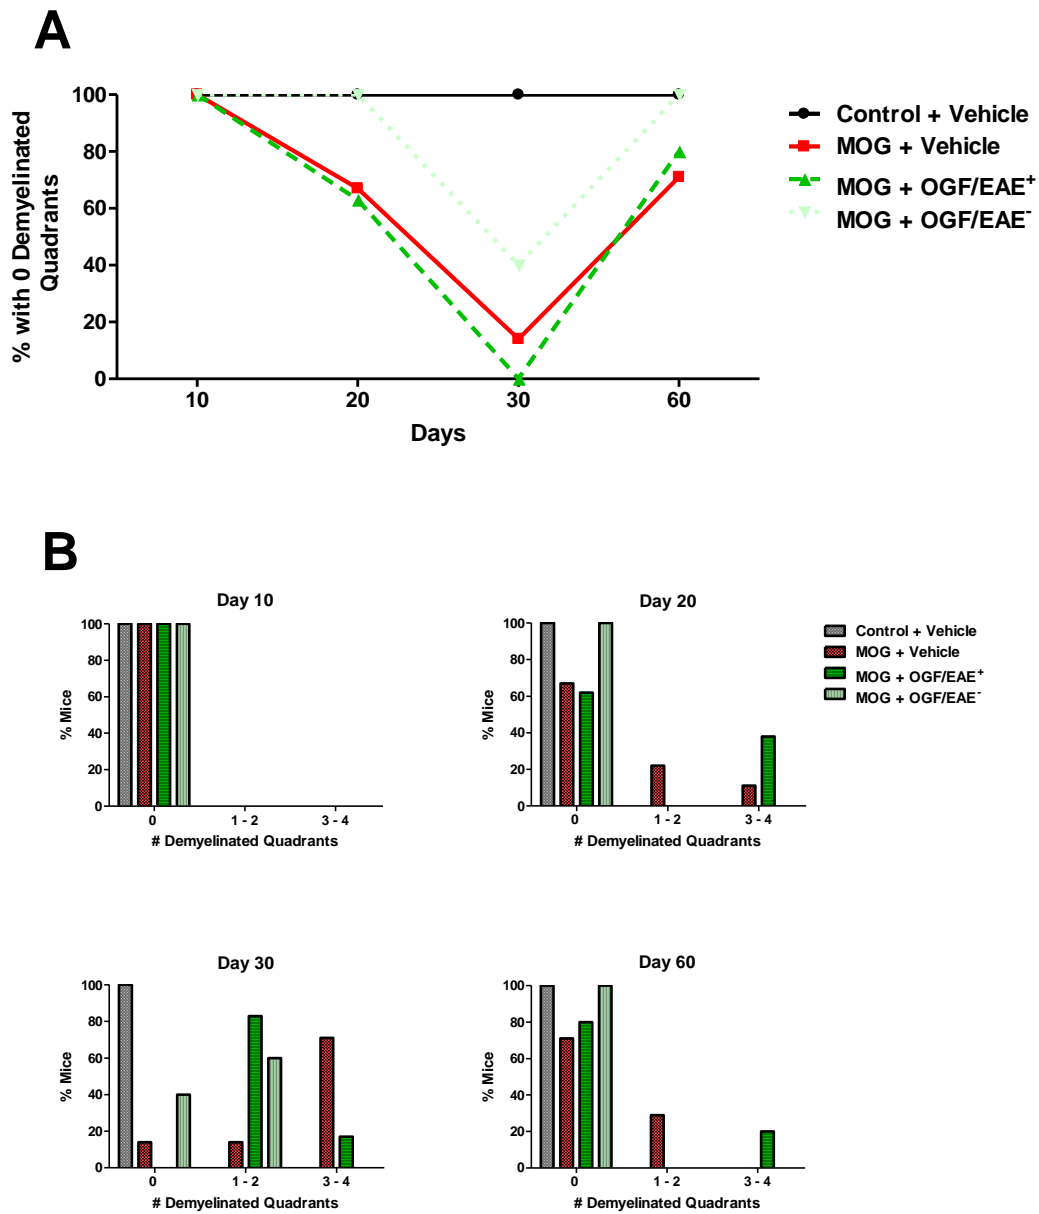 A
% with 0 Demyelinated
Quadrants
100
80
60
40
20
0
10 20 30 60
Days
Control + Vehicle
MOG + Vehicle
MOG + OGF/EAE+
MOG + OGF/EAE-
B
Day 10
% Mice
100
80
60
40
20
0
0 1 - 2 3 - 4
# Demyelinated Quadrants
Day 20
% Mice
100
80
60
40
20
0
0 1 - 2 3 - 4
# Demyelinated Quadrants
Control + Vehicle
MOG + Vehicle
MOG + OGF/EAE+
MOG + OGF/EAE-
Day 30
% Mice
100
80
60
40
20
0
0 1 - 2 3 - 4
# Demyelinated Quadrants
Day 60
% Mice
100
80
60
40
20
0
0 1 - 2 3 - 4
# Demyelinated Quadrants